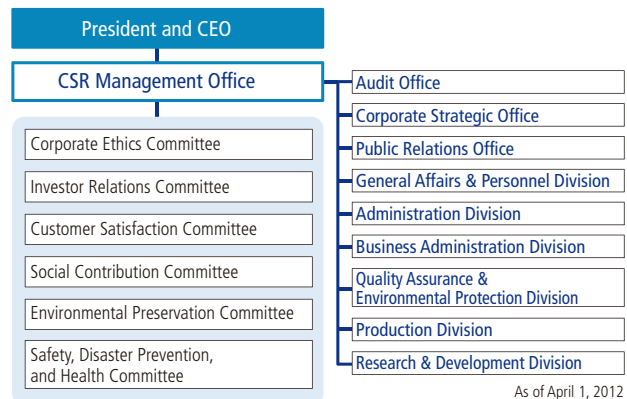 President and CEO
CSR Management Office
Corporate Ethics Committee
Investor Relations Committee
Customer Satisfaction Committee
Social Contribution Committee
Environmental Preservation Committee
Safety, Disaster Prevention,
and Health Committee
Audit Office
Corporate Strategic Office
Public Relations Office
General Affairs & Personnel Division
Administration Division
Business Administration Division
Quality Assurance &
Environmental Protection Division
Production Division
Research & Development Division
As of April 1, 2012